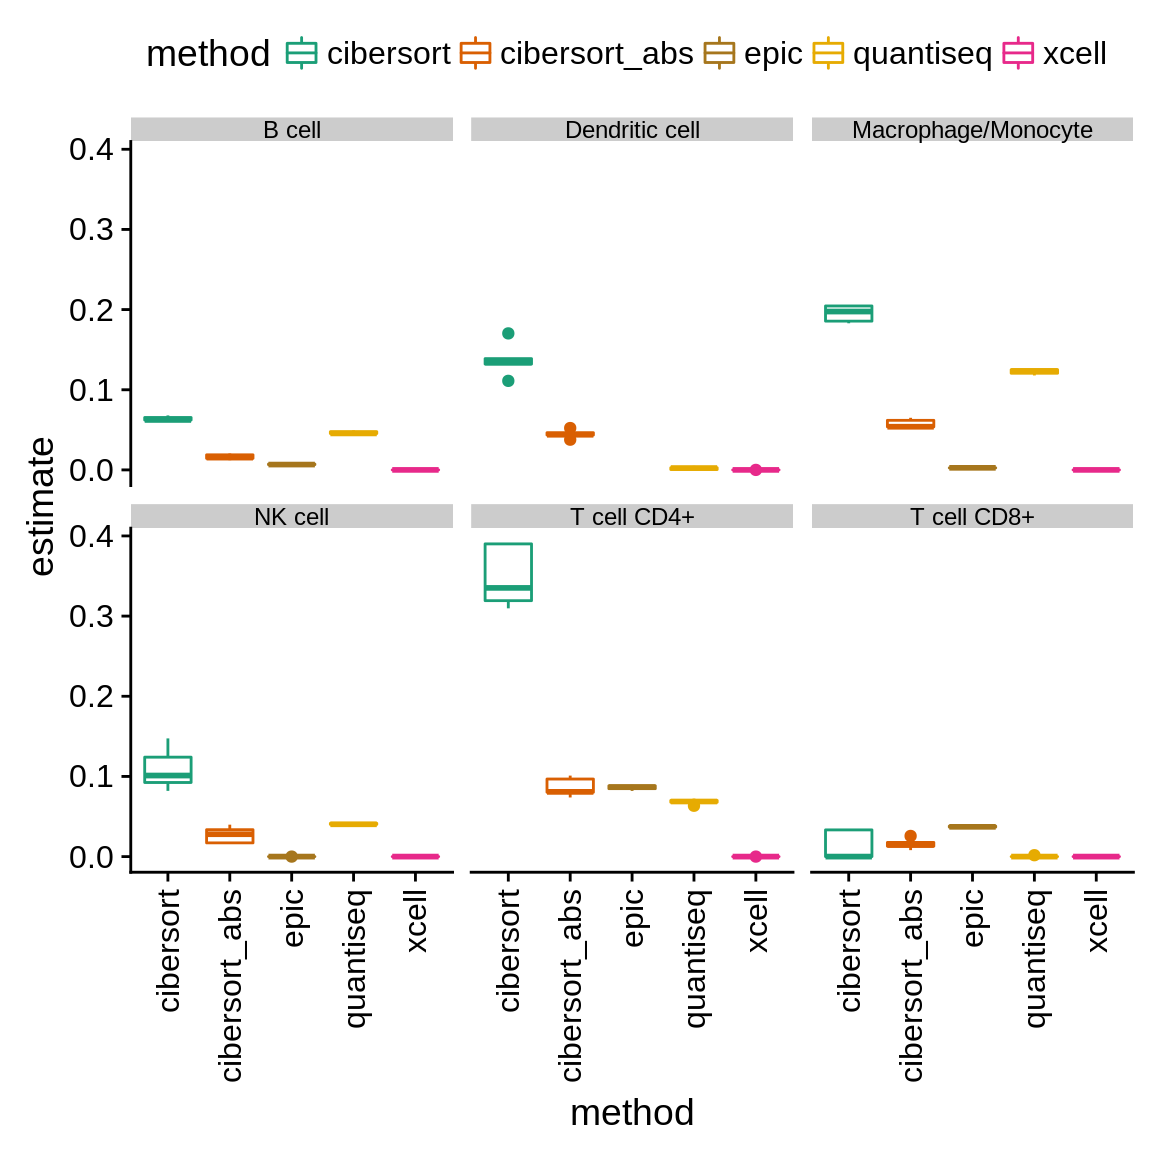 method cibersort cibersort_abs epic quantiseq xcell
B cell Dendritic cell Macrophage/Monocyte
0.4
0.3
0.2
0.1
0.0
estimate
NK cell T cell CD4+ T cell CD8+
0.4
0.3
0.2
0.1
0.0
cibersort cibersort_abs epic quantiseq xcell cibersort cibersort_abs epic quantiseq xcell cibersort cibersort_abs epic quantiseq xcell
method